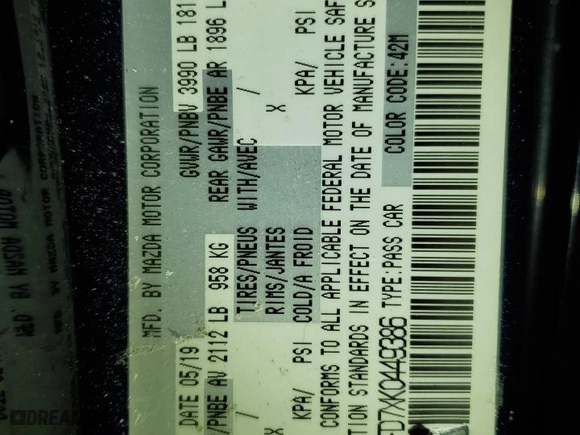 MFD. BY MAZDA MOTOR CORPORATION
DATE 05/19 GVWR/PNBV 3990 LB 181
/PNBE AV 2112 LB 958 KG REAR GAWR/PNBE AR 1896 L
TIRES/PNEUS WITH/AVEC
/ /
RIMS/JANTES
/ X X
COLD/A FROID
KPA/ PSI KPA/ PSI
CONFORMS TO ALL APPLICABLE FEDERAL MOTOR VEHICLE SAF
TION STANDARDS IN EFFECT ON THE DATE OF MANUFACTURE S
D7XK0449386 TYPE:PASS CAR COLOR CODE:42M